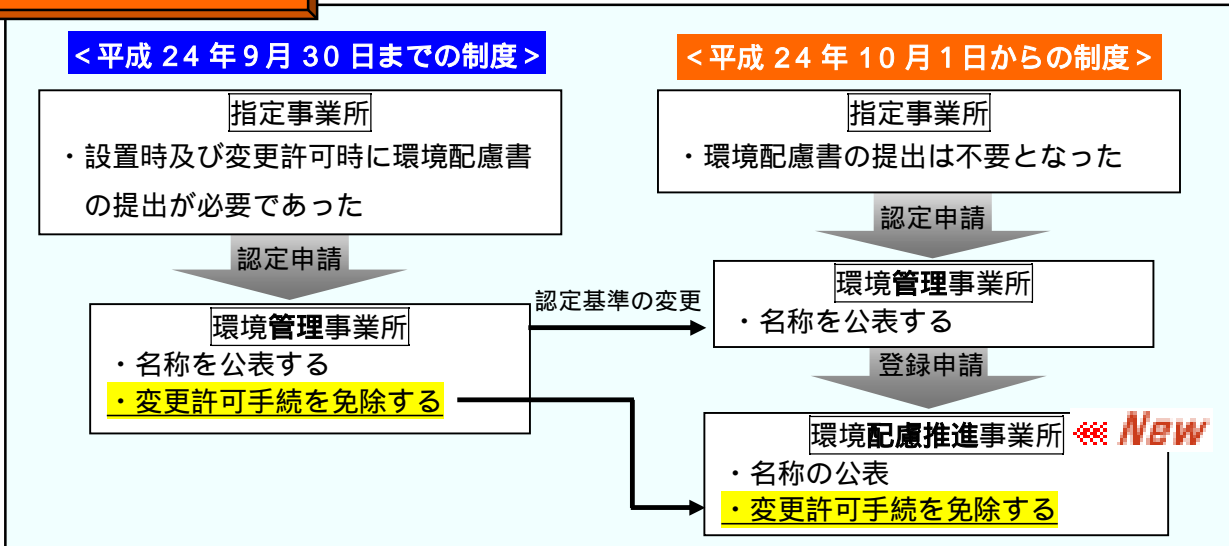 <平成 24 年9月 30 日までの制度>
指定事業所
・設置時及び変更許可時に環境配慮書
の提出が必要であった
認定申請
環境管理事業所
・名称を公表する
・変更許可手続を免除する
認定基準の変更
<平成 24 年 10 月1日からの制度>
指定事業所
・環境配慮書の提出は不要となった
認定申請
環境管理事業所
・名称を公表する
登録申請
環境配慮推進事業所
New
・名称の公表
・変更許可手続を免除する